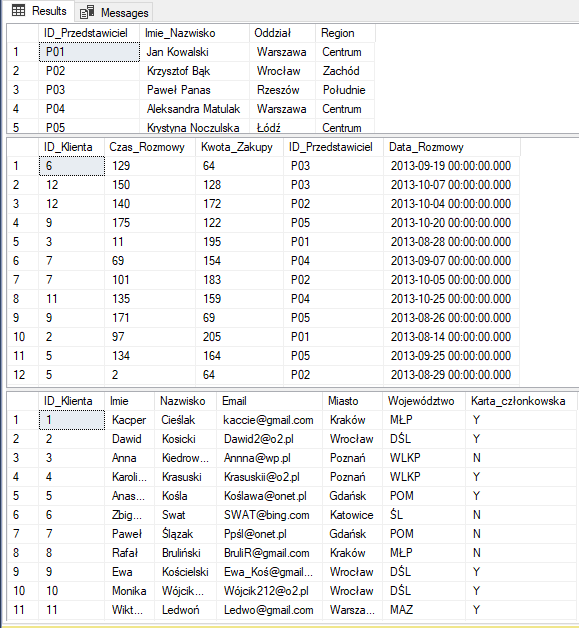 Results Messages
ID_Przedstawiciel Imie_Nazwisko Oddział Region
1 P01 Jan Kowalski Warszawa Centrum
2 P02 Krzysztof Bąk Wrocław Zachód
3 P03 Paweł Panas Rzeszów Południe
4 P04 Aleksandra Matulak Warszawa Centrum
5 P05 Krystyna Noczulska Łódź Centrum
ID_Klienta Czas_Rozmowy Kwota_Zakupy ID_Przedstawiciel Data_Rozmowy
1 6 129 64 P03 2013-09-19 00:00:00.000
2 12 150 128 P03 2013-10-07 00:00:00.000
3 12 140 172 P02 2013-10-04 00:00:00.000
4 9 175 122 P05 2013-10-20 00:00:00.000
5 3 11 195 P01 2013-08-28 00:00:00.000
6 7 69 154 P04 2013-09-07 00:00:00.000
7 7 101 183 P02 2013-10-05 00:00:00.000
8 11 135 159 P04 2013-10-25 00:00:00.000
9 9 171 69 P05 2013-08-26 00:00:00.000
10 2 97 205 P01 2013-08-14 00:00:00.000
11 5 134 164 P05 2013-09-25 00:00:00.000
12 5 2 64 P02 2013-08-29 00:00:00.000
ID_Klienta Imie Nazwisko Email Miasto Województwo Karta_członkowska
1 1 Kacper Cieślak kaccie@gmail.com Kraków MŁP Y
2 2 Dawid Kosicki Dawid2@o2.pl Wrocław DŚL Y
3 3 Anna Kiedrow... Annna@wp.pl Poznań WLKP N
4 4 Karoli... Krasuski Krasuskii@o2.pl Poznań WLKP Y
5 5 Anas... Kośla Koślawa@onet.pl Gdańsk POM Y
6 6 Zbig... Swat SWAT@bing.com Katowice ŚL N
7 7 Paweł Ślązak Ppśl@onet.pl Gdańsk POM N
8 8 Rafał Bruliński BruliR@gmail.com Kraków MŁP N
9 9 Ewa Kościelski Ewa_Koś@gmail... Wrocław DŚL Y
10 10 Monika Wójcik... Wójcik212@o2.pl Wrocław DŚL Y
11 11 Wikt... Ledwoń Ledwo@gmail.com Warsza... MAZ Y